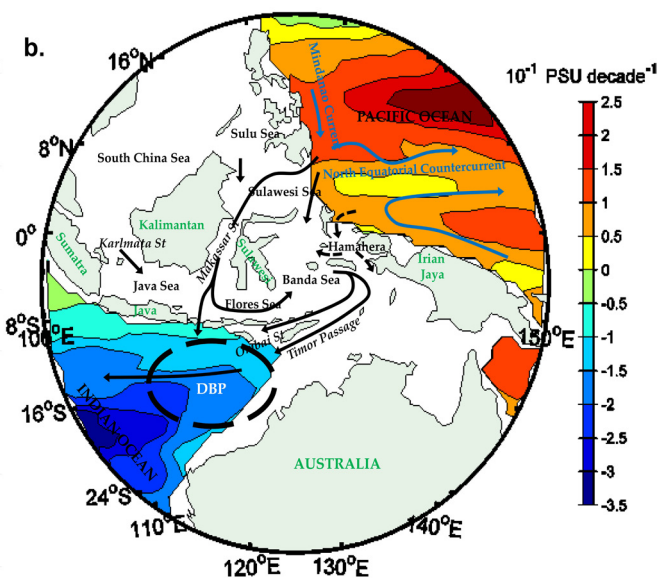 b.
10⁻¹ PSU decade⁻¹
16°N
8°N
0°
8°S
100°E
16°S
24°S
110°E
120°E
130°E
140°E
150°E
Mindanao Current
PACIFIC OCEAN
North Equatorial Countercurrent
Sulu Sea
South China Sea
Sulawesi Sea
Kalimantan
Sumatra
Karlmata St
Makassar St
Sulawesi
Hamahera
Irian
Jaya
Java Sea
Banda Sea
Flores Sea
Java
Ombai St
Timor Passage
DBP
INDIAN OCEAN
AUSTRALIA
2.5
2
1.5
1
0.5
0
-0.5
-1
-1.5
-2
-2.5
-3
-3.5